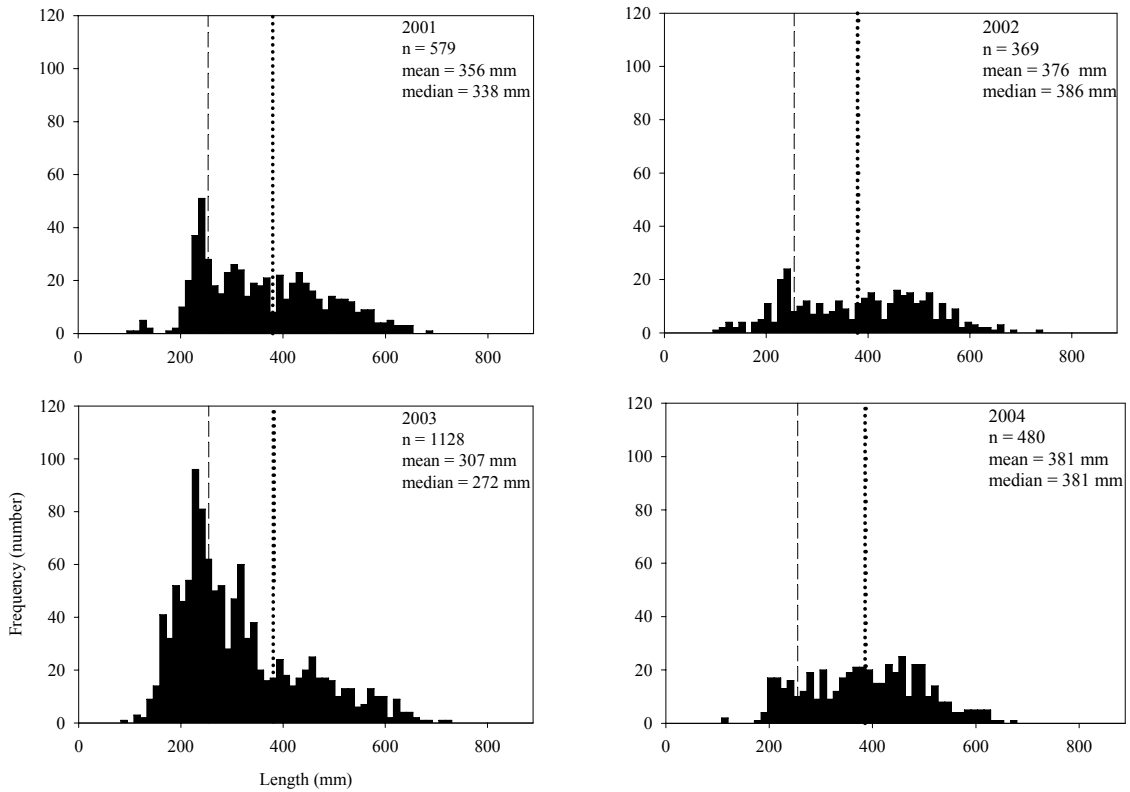 120
100
80
60
40
20
0
0 200 400 600 800
2001
n = 579
mean = 356 mm
median = 338 mm
120
100
80
60
40
20
0
0 200 400 600 800
2002
n = 369
mean = 376 mm
median = 386 mm
Frequency (number)
120
100
80
60
40
20
0
0 200 400 600 800
Length (mm)
2003
n = 1128
mean = 307 mm
median = 272 mm
120
100
80
60
40
20
0
0 200 400 600 800
2004
n = 480
mean = 381 mm
median = 381 mm